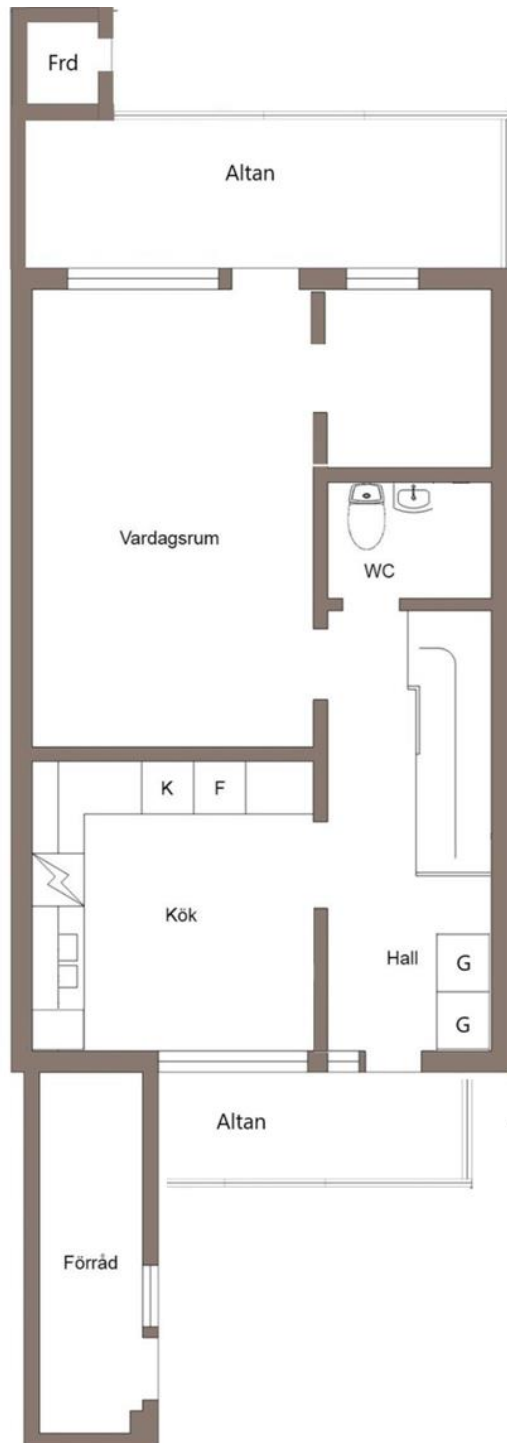 Frd
Altan
Vardagsrum
WC
K
F
Kök
Hall
G
G
Altan
Förråd